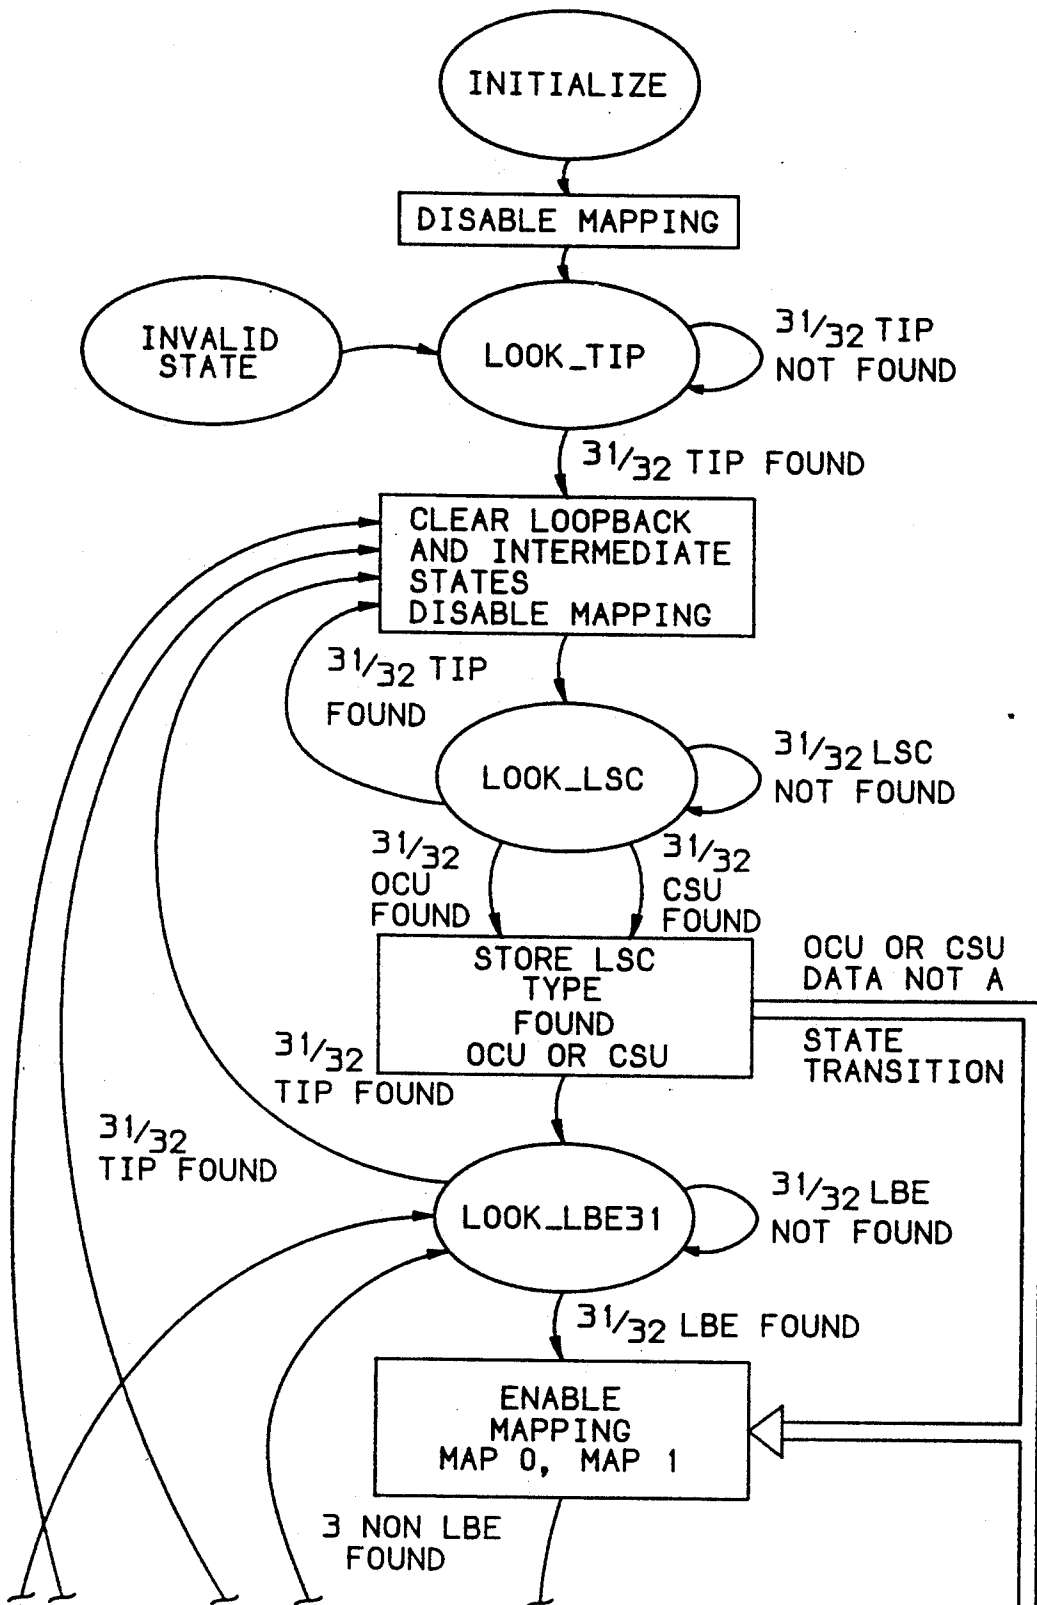 INITIALIZE
DISABLE MAPPING
INVALID
STATE
LOOK_TIP
31/32 TIP
NOT FOUND
31/32 TIP FOUND
CLEAR LOOPBACK
AND INTERMEDIATE
STATES
DISABLE MAPPING
31/32 TIP
FOUND
LOOK_LSC
31/32 LSC
NOT FOUND
31/32
OCU
FOUND
31/32
CSU
FOUND
STORE LSC
TYPE
FOUND
OCU OR CSU
OCU OR CSU
DATA NOT A
STATE
TRANSITION
31/32
TIP FOUND
31/32
TIP FOUND
LOOK_LBE31
31/32 LBE
NOT FOUND
31/32 LBE FOUND
ENABLE
MAPPING
MAP 0, MAP 1
3 NON LBE
FOUND